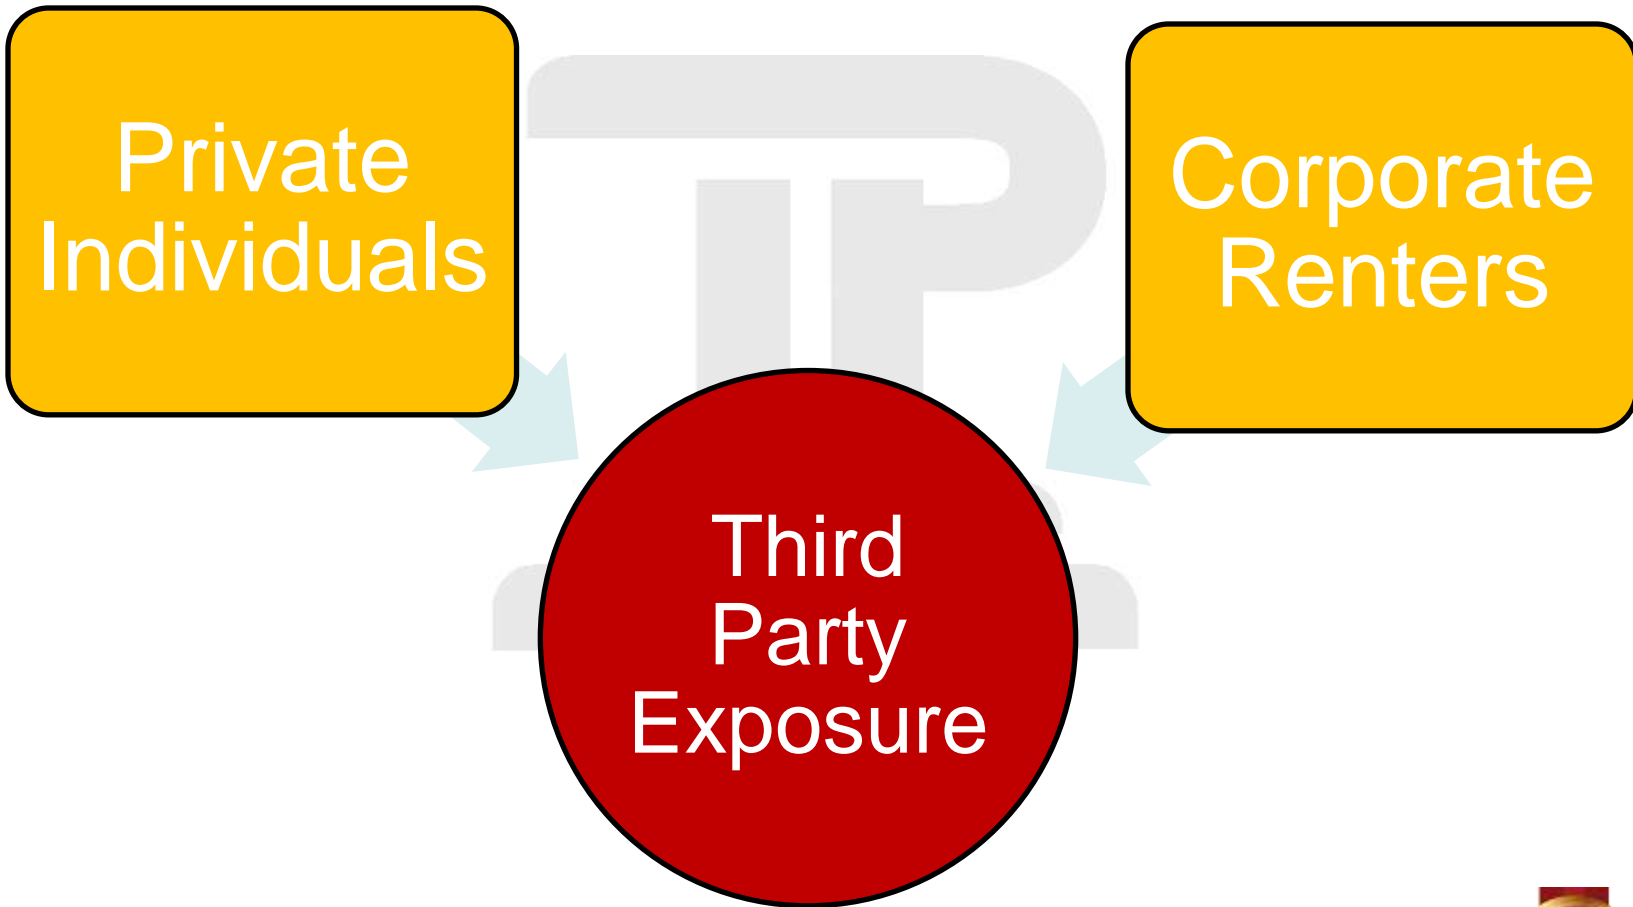 Private
Individuals
Corporate
Renters
Third
Party
Exposure